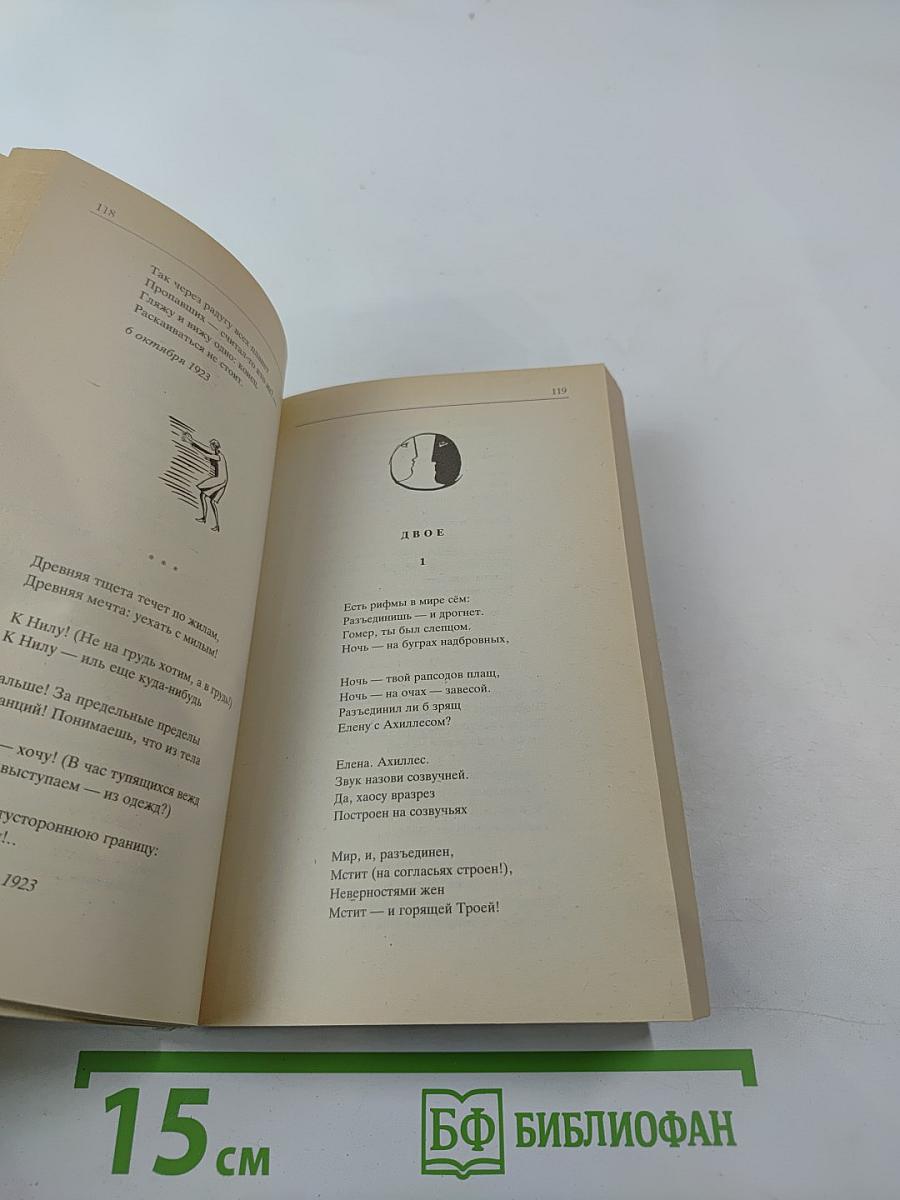 118
Так через радугу всех планет
Пропавших — считал-то кто их? —
Гляжу и вижу одно: конец.
Раскаиваться не стоит.
6 октября 1923
* * *
Древняя тщета течет по жилам,
Древняя мечта: уехать с милым!
К Нилу! (Не на грудь хотим, а в грудь!)
К Нилу — иль еще куда-нибудь
альше! За предельные пределы
анций! Понимаешь, что из тела
— хочу! (В час тупящихся вежд
выступаем — из одежд?)
тустороннюю границу:
!..
1923
119
ДВОЕ
1
Есть рифмы в мире сём:
Разъединишь — и дрогнет.
Гомер, ты был слепцом.
Ночь — на буграх надбровных,
Ночь — твой рапсодов плащ,
Ночь — на очах — завесой.
Разъединил ли б зрящ
Елену с Ахиллесом?
Елена. Ахиллес.
Звук назови созвучней.
Да, хаосу вразрез
Построен на созвучьях
Мир, и, разъединен,
Мстит (на согласьях строен!),
Неверностями жен
Мстит — и горящей Троей!
15 см
БФ БИБЛИОФАН